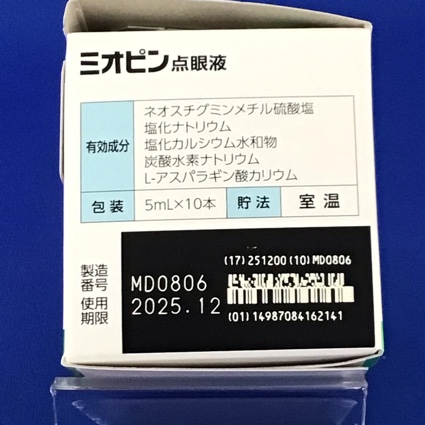 ミオピン点眼液
有効成分
ネオスチグミンメチル硫酸塩
塩化ナトリウム
塩化カルシウム水和物
炭酸水素ナトリウム
L-アスパラギン酸カリウム
包装 5mL×10本 貯法 室温
製造番号 MD0806
使用期限 2025.12
(17)251200(10)MD0806
(01)14987084162141